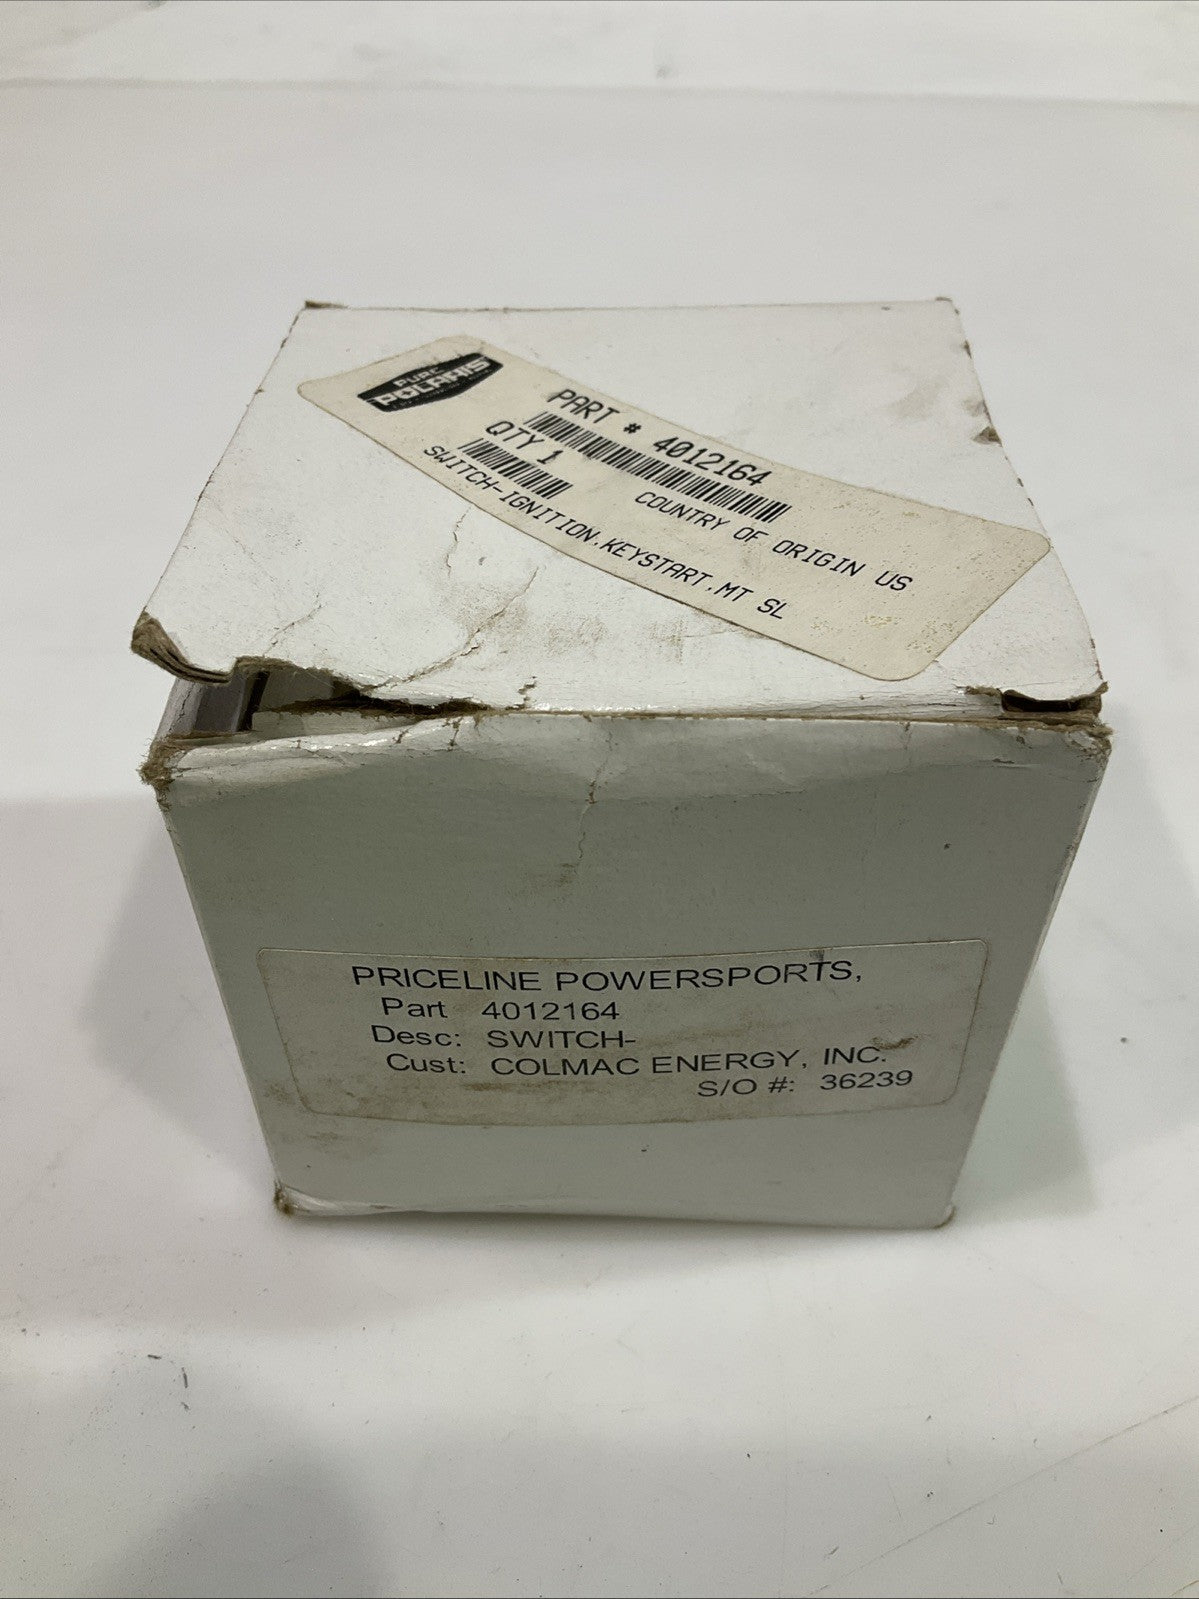 PURE
POLARIS
PART # 4012164
QTY 1
COUNTRY OF ORIGIN US
SWITCH-IGNITION,KEYSTART,MT SL
PRICELINE POWERSPORTS,
Part 4012164
Desc: SWITCH-
Cust: COLMAC ENERGY, INC.
S/O #: 36239